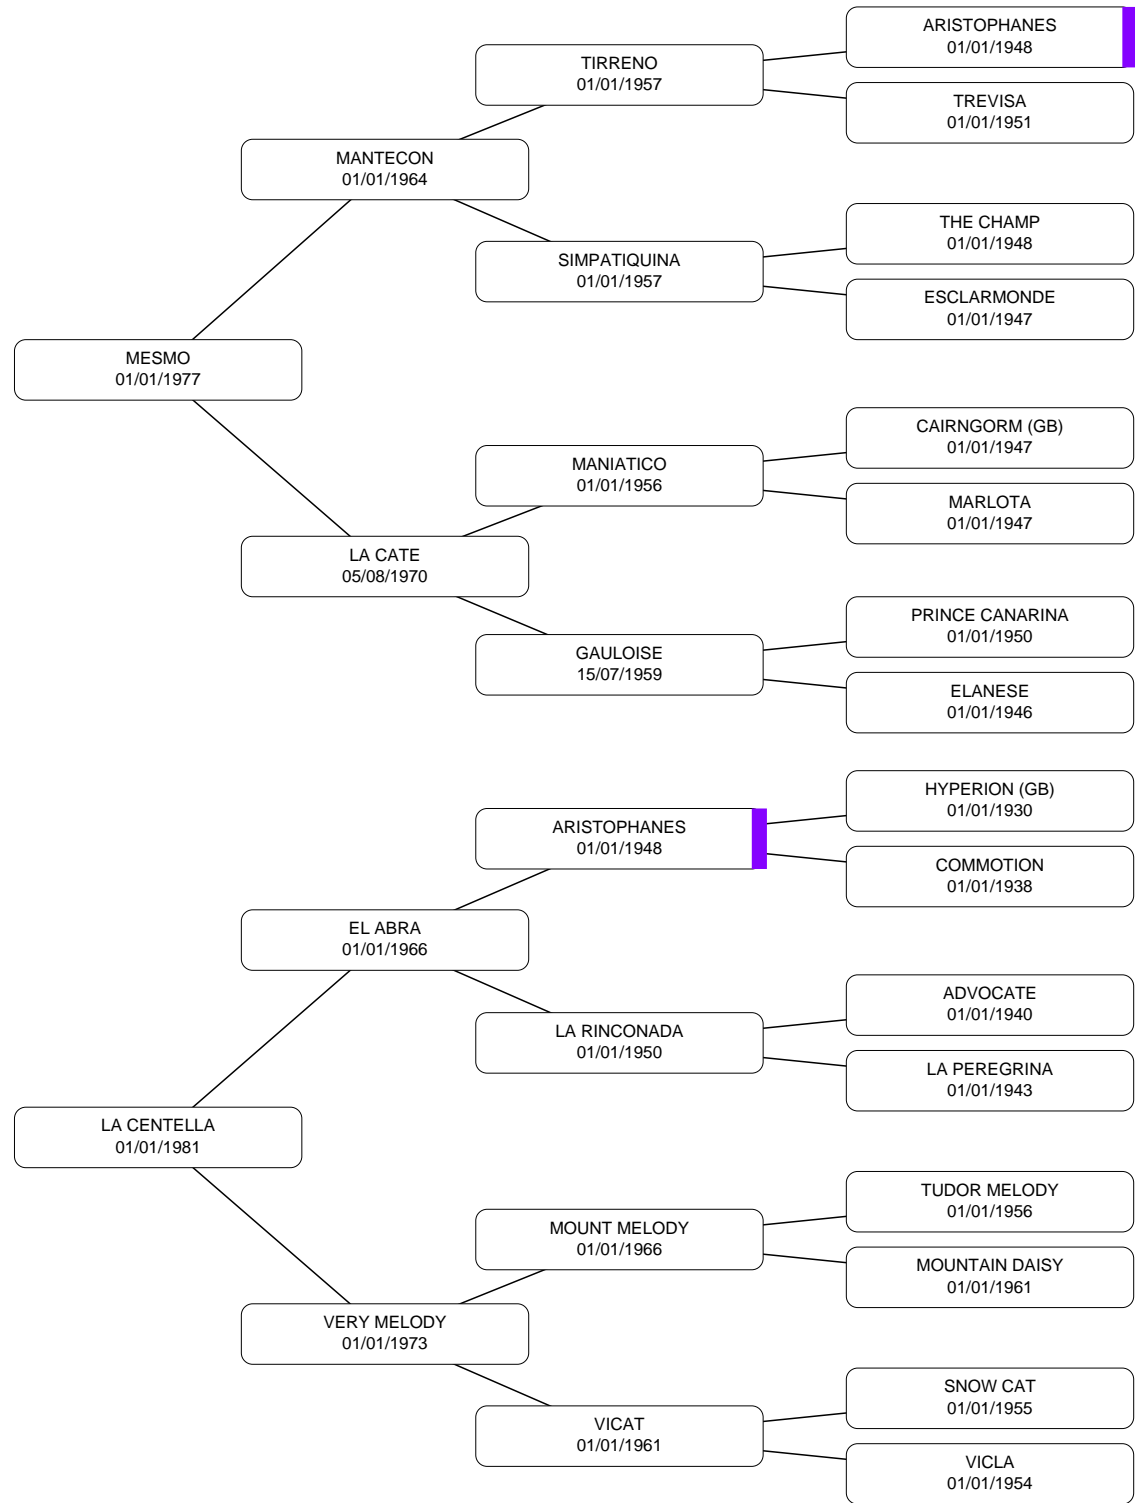 ARISTOPHANES
01/01/1948
TIRRENO
01/01/1957
TREVISA
01/01/1951
MANTECON
01/01/1964
THE CHAMP
01/01/1948
SIMPATIQUINA
01/01/1957
ESCLARMONDE
01/01/1947
MESMO
01/01/1977
CAIRNGORM (GB)
01/01/1947
MANIATICO
01/01/1956
MARLOTA
01/01/1947
LA CATE
05/08/1970
PRINCE CANARINA
01/01/1950
GAULOISE
15/07/1959
ELANESE
01/01/1946
HYPERION (GB)
01/01/1930
ARISTOPHANES
01/01/1948
COMMOTION
01/01/1938
EL ABRA
01/01/1966
ADVOCATE
01/01/1940
LA RINCONADA
01/01/1950
LA PEREGRINA
01/01/1943
LA CENTELLA
01/01/1981
TUDOR MELODY
01/01/1956
MOUNT MELODY
01/01/1966
MOUNTAIN DAISY
01/01/1961
VERY MELODY
01/01/1973
SNOW CAT
01/01/1955
VICAT
01/01/1961
VICLA
01/01/1954